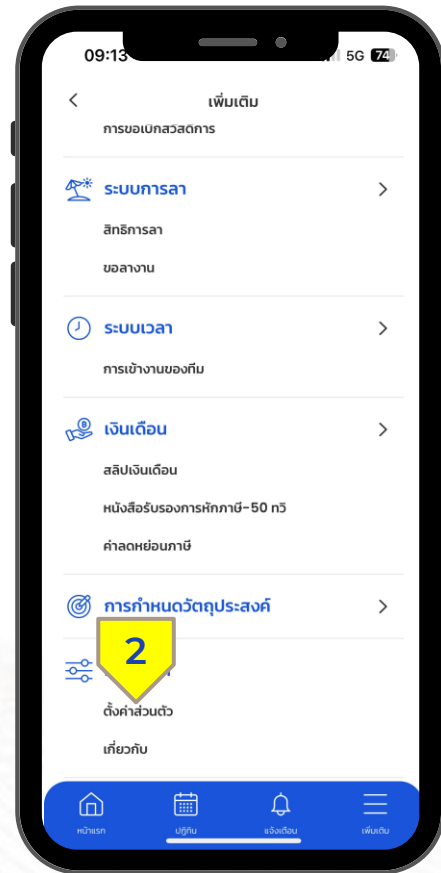 09:13
5G 74
เพิ่มเติม
การขอเบิกสวัสดิการ
ระบบการลา
สิทธิการลา
ขอลางาน
ระบบเวลา
การเข้างานของทีม
เงินเดือน
สลิปเงินเดือน
หนังสือรับรองการหักภาษี-50 ทวิ
ค่าลดหย่อนภาษี
การกำหนดวัตถุประสงค์
2
ตั้งค่าส่วนตัว
เกี่ยวกับ
หน้าแรก ปฏิทิน แจ้งเตือน เพิ่มเติม